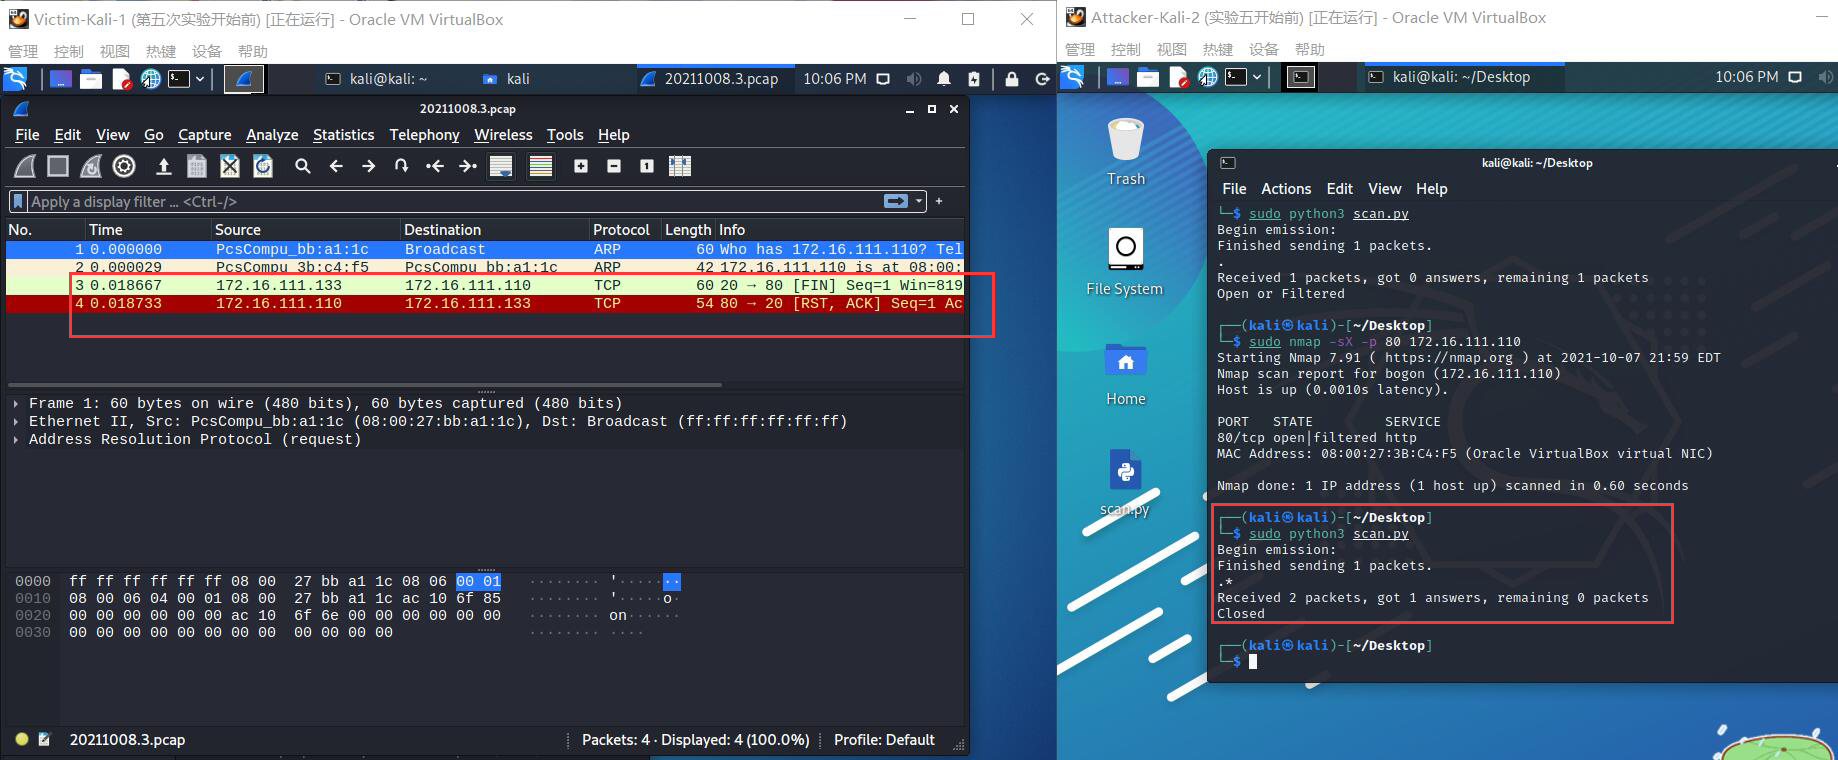 Victim-Kali-1 (第五次实验开始前) [正在运行] - Oracle VM VirtualBox
管理 控制 视图 热键 设备 帮助
kali@kali: ~ kali 20211008.3.pcap 10:06 PM
20211008.3.pcap
File Edit View Go Capture Analyze Statistics Telephony Wireless Tools Help
Apply a display filter … <Ctrl-/>
No. Time Source Destination Protocol Length Info
1 0.000000 PcsCompu_bb:a1:1c Broadcast ARP 60 Who has 172.16.111.110? Tel
2 0.000029 PcsCompu_3b:c4:f5 PcsCompu_bb:a1:1c ARP 42 172.16.111.110 is at 08:00:
3 0.018667 172.16.111.133 172.16.111.110 TCP 60 20 → 80 [FIN] Seq=1 Win=819
4 0.018733 172.16.111.110 172.16.111.133 TCP 54 80 → 20 [RST, ACK] Seq=1 Ac
Frame 1: 60 bytes on wire (480 bits), 60 bytes captured (480 bits)
Ethernet II, Src: PcsCompu_bb:a1:1c (08:00:27:bb:a1:1c), Dst: Broadcast (ff:ff:ff:ff:ff:ff)
Address Resolution Protocol (request)
0000 ff ff ff ff ff ff 08 00 27 bb a1 1c 08 06 00 01 ········ '·······
0010 08 00 06 04 00 01 08 00 27 bb a1 1c ac 10 6f 85 ········ '·····o·
0020 00 00 00 00 00 00 ac 10 6f 6e 00 00 00 00 00 00 ········ on······
0030 00 00 00 00 00 00 00 00 00 00 00 00 ········ ····
20211008.3.pcap Packets: 4 · Displayed: 4 (100.0%) Profile: Default
Attacker-Kali-2 (实验五开始前) [正在运行] - Oracle VM VirtualBox
管理 控制 视图 热键 设备 帮助
kali@kali: ~/Desktop 10:06 PM
Trash
File System
Home
scan.py
kali@kali: ~/Desktop
File Actions Edit View Help
└─$ sudo python3 scan.py
Begin emission:
Finished sending 1 packets.
.
Received 1 packets, got 0 answers, remaining 1 packets
Open or Filtered
┌──(kali㉿kali)-[~/Desktop]
└─$ sudo nmap -sX -p 80 172.16.111.110
Starting Nmap 7.91 ( https://nmap.org ) at 2021-10-07 21:59 EDT
Nmap scan report for bogon (172.16.111.110)
Host is up (0.0010s latency).
PORT STATE SERVICE
80/tcp open|filtered http
MAC Address: 08:00:27:3B:C4:F5 (Oracle VirtualBox virtual NIC)
Nmap done: 1 IP address (1 host up) scanned in 0.60 seconds
┌──(kali㉿kali)-[~/Desktop]
└─$ sudo python3 scan.py
Begin emission:
Finished sending 1 packets.
.*
Received 2 packets, got 1 answers, remaining 0 packets
Closed
┌──(kali㉿kali)-[~/Desktop]
└─$